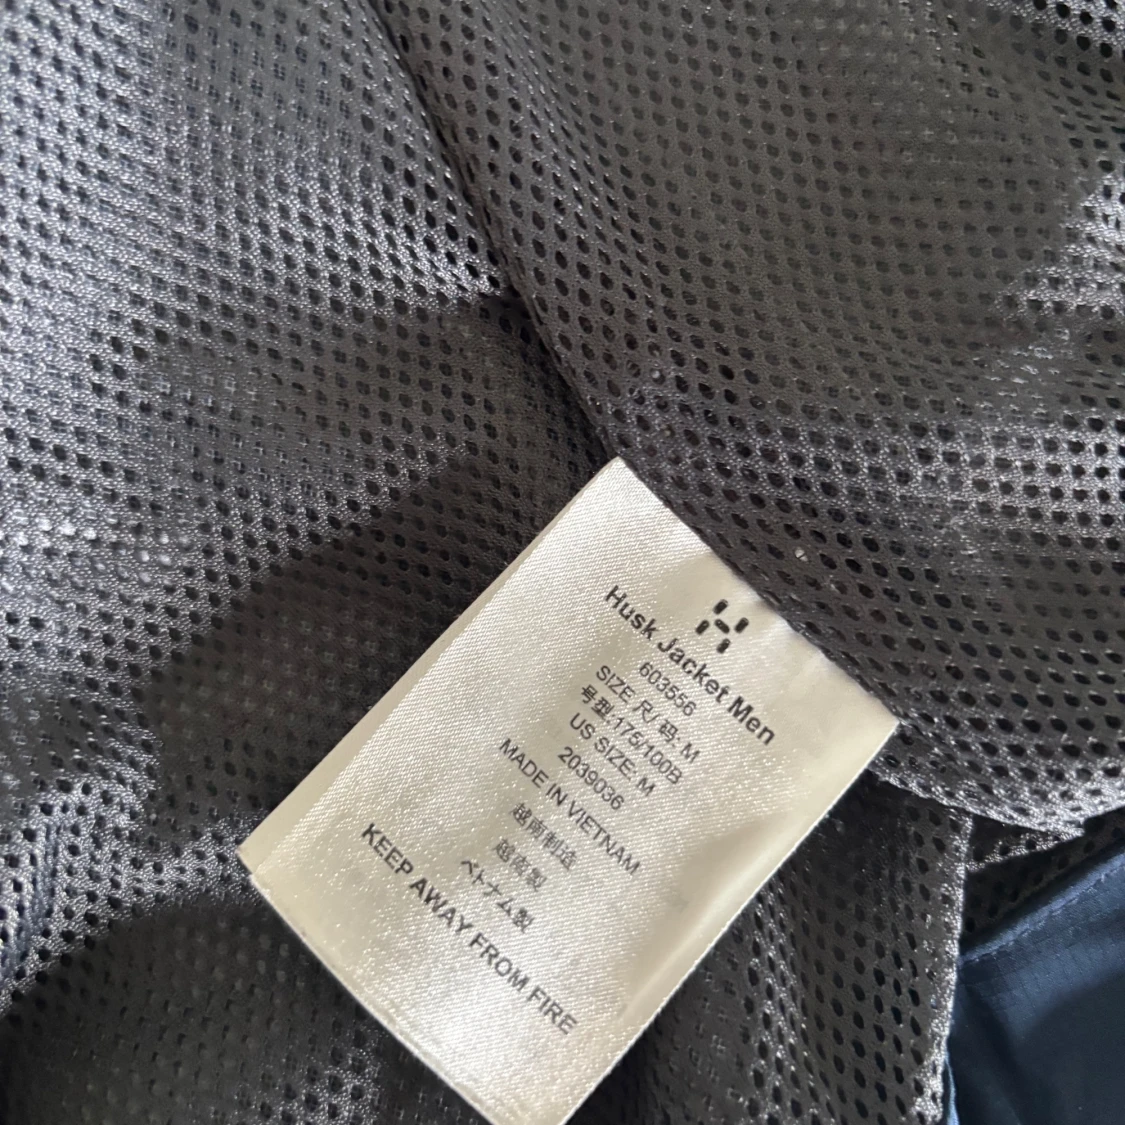 Husk Jacket Men
603556
SIZE 尺/ 码: M
号型:175/100B
US SIZE: M
2039036
MADE IN VIETNAM
越南制造
越南製
ベトナム製
KEEP AWAY FROM FIRE